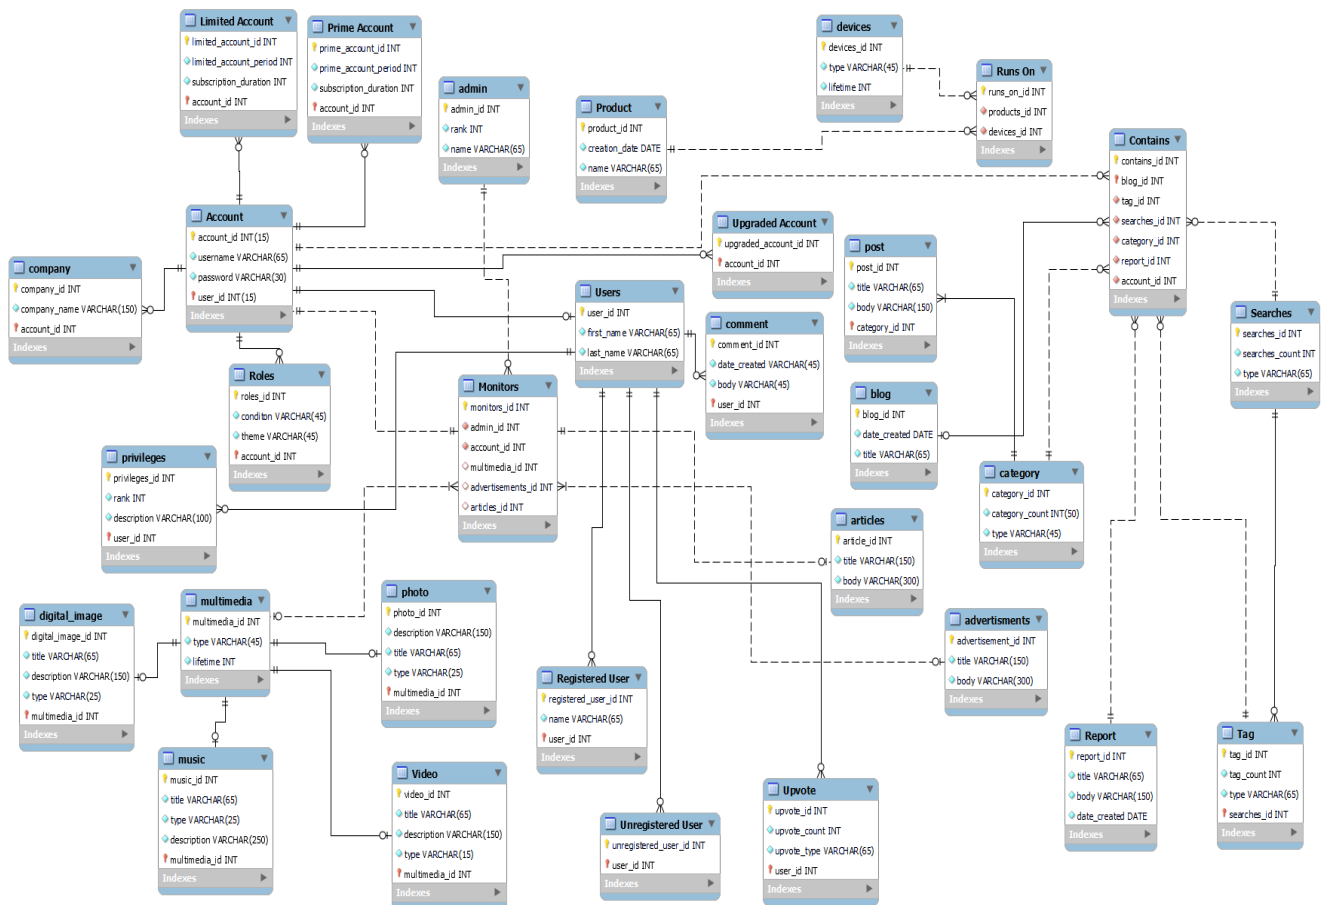 Limited Account
limited_account_id INT
limited_account_period INT
subscription_duration INT
account_id INT
Indexes
Prime Account
prime_account_id INT
prime_account_period INT
subscription_duration INT
account_id INT
Indexes
admin
admin_id INT
rank INT
name VARCHAR(65)
Indexes
Product
product_id INT
creation_date DATE
name VARCHAR(65)
Indexes
devices
devices_id INT
type VARCHAR(45)
lifetime INT
Indexes
Runs On
runs_on_id INT
products_id INT
devices_id INT
Indexes
Contains
contains_id INT
blog_id INT
tag_id INT
searches_id INT
category_id INT
report_id INT
account_id INT
Indexes
Account
account_id INT(15)
username VARCHAR(65)
password VARCHAR(30)
user_id INT(15)
Indexes
company
company_id INT
company_name VARCHAR(150)
account_id INT
Indexes
Upgraded Account
upgraded_account_id INT
account_id INT
Indexes
post
post_id INT
title VARCHAR(65)
body VARCHAR(150)
category_id INT
Indexes
Users
user_id INT
first_name VARCHAR(65)
last_name VARCHAR(65)
Indexes
comment
comment_id INT
date_created VARCHAR(45)
body VARCHAR(45)
user_id INT
Indexes
Searches
searches_id INT
searches_count INT
type VARCHAR(65)
Indexes
Roles
roles_id INT
conditon VARCHAR(45)
theme VARCHAR(45)
account_id INT
Indexes
Monitors
monitors_id INT
admin_id INT
account_id INT
multimedia_id INT
advertisements_id INT
articles_id INT
Indexes
blog
blog_id INT
date_created DATE
title VARCHAR(65)
Indexes
privileges
privileges_id INT
rank INT
description VARCHAR(100)
user_id INT
Indexes
category
category_id INT
category_count INT(50)
type VARCHAR(45)
Indexes
articles
article_id INT
title VARCHAR(150)
body VARCHAR(300)
Indexes
digital_image
digital_image_id INT
title VARCHAR(65)
description VARCHAR(150)
type VARCHAR(25)
multimedia_id INT
Indexes
multimedia
multimedia_id INT
type VARCHAR(45)
lifetime INT
Indexes
photo
photo_id INT
description VARCHAR(150)
title VARCHAR(65)
type VARCHAR(25)
multimedia_id INT
Indexes
advertisments
advertisement_id INT
title VARCHAR(150)
body VARCHAR(300)
Indexes
Registered User
registered_user_id INT
name VARCHAR(65)
user_id INT
Indexes
music
music_id INT
title VARCHAR(65)
type VARCHAR(25)
description VARCHAR(250)
multimedia_id INT
Indexes
Video
video_id INT
title VARCHAR(65)
description VARCHAR(150)
type VARCHAR(15)
multimedia_id INT
Indexes
Unregistered User
unregistered_user_id INT
user_id INT
Indexes
Upvote
upvote_id INT
upvote_count INT
upvote_type VARCHAR(65)
user_id INT
Indexes
Report
report_id INT
title VARCHAR(65)
body VARCHAR(150)
date_created DATE
Indexes
Tag
tag_id INT
tag_count INT
type VARCHAR(65)
searches_id INT
Indexes